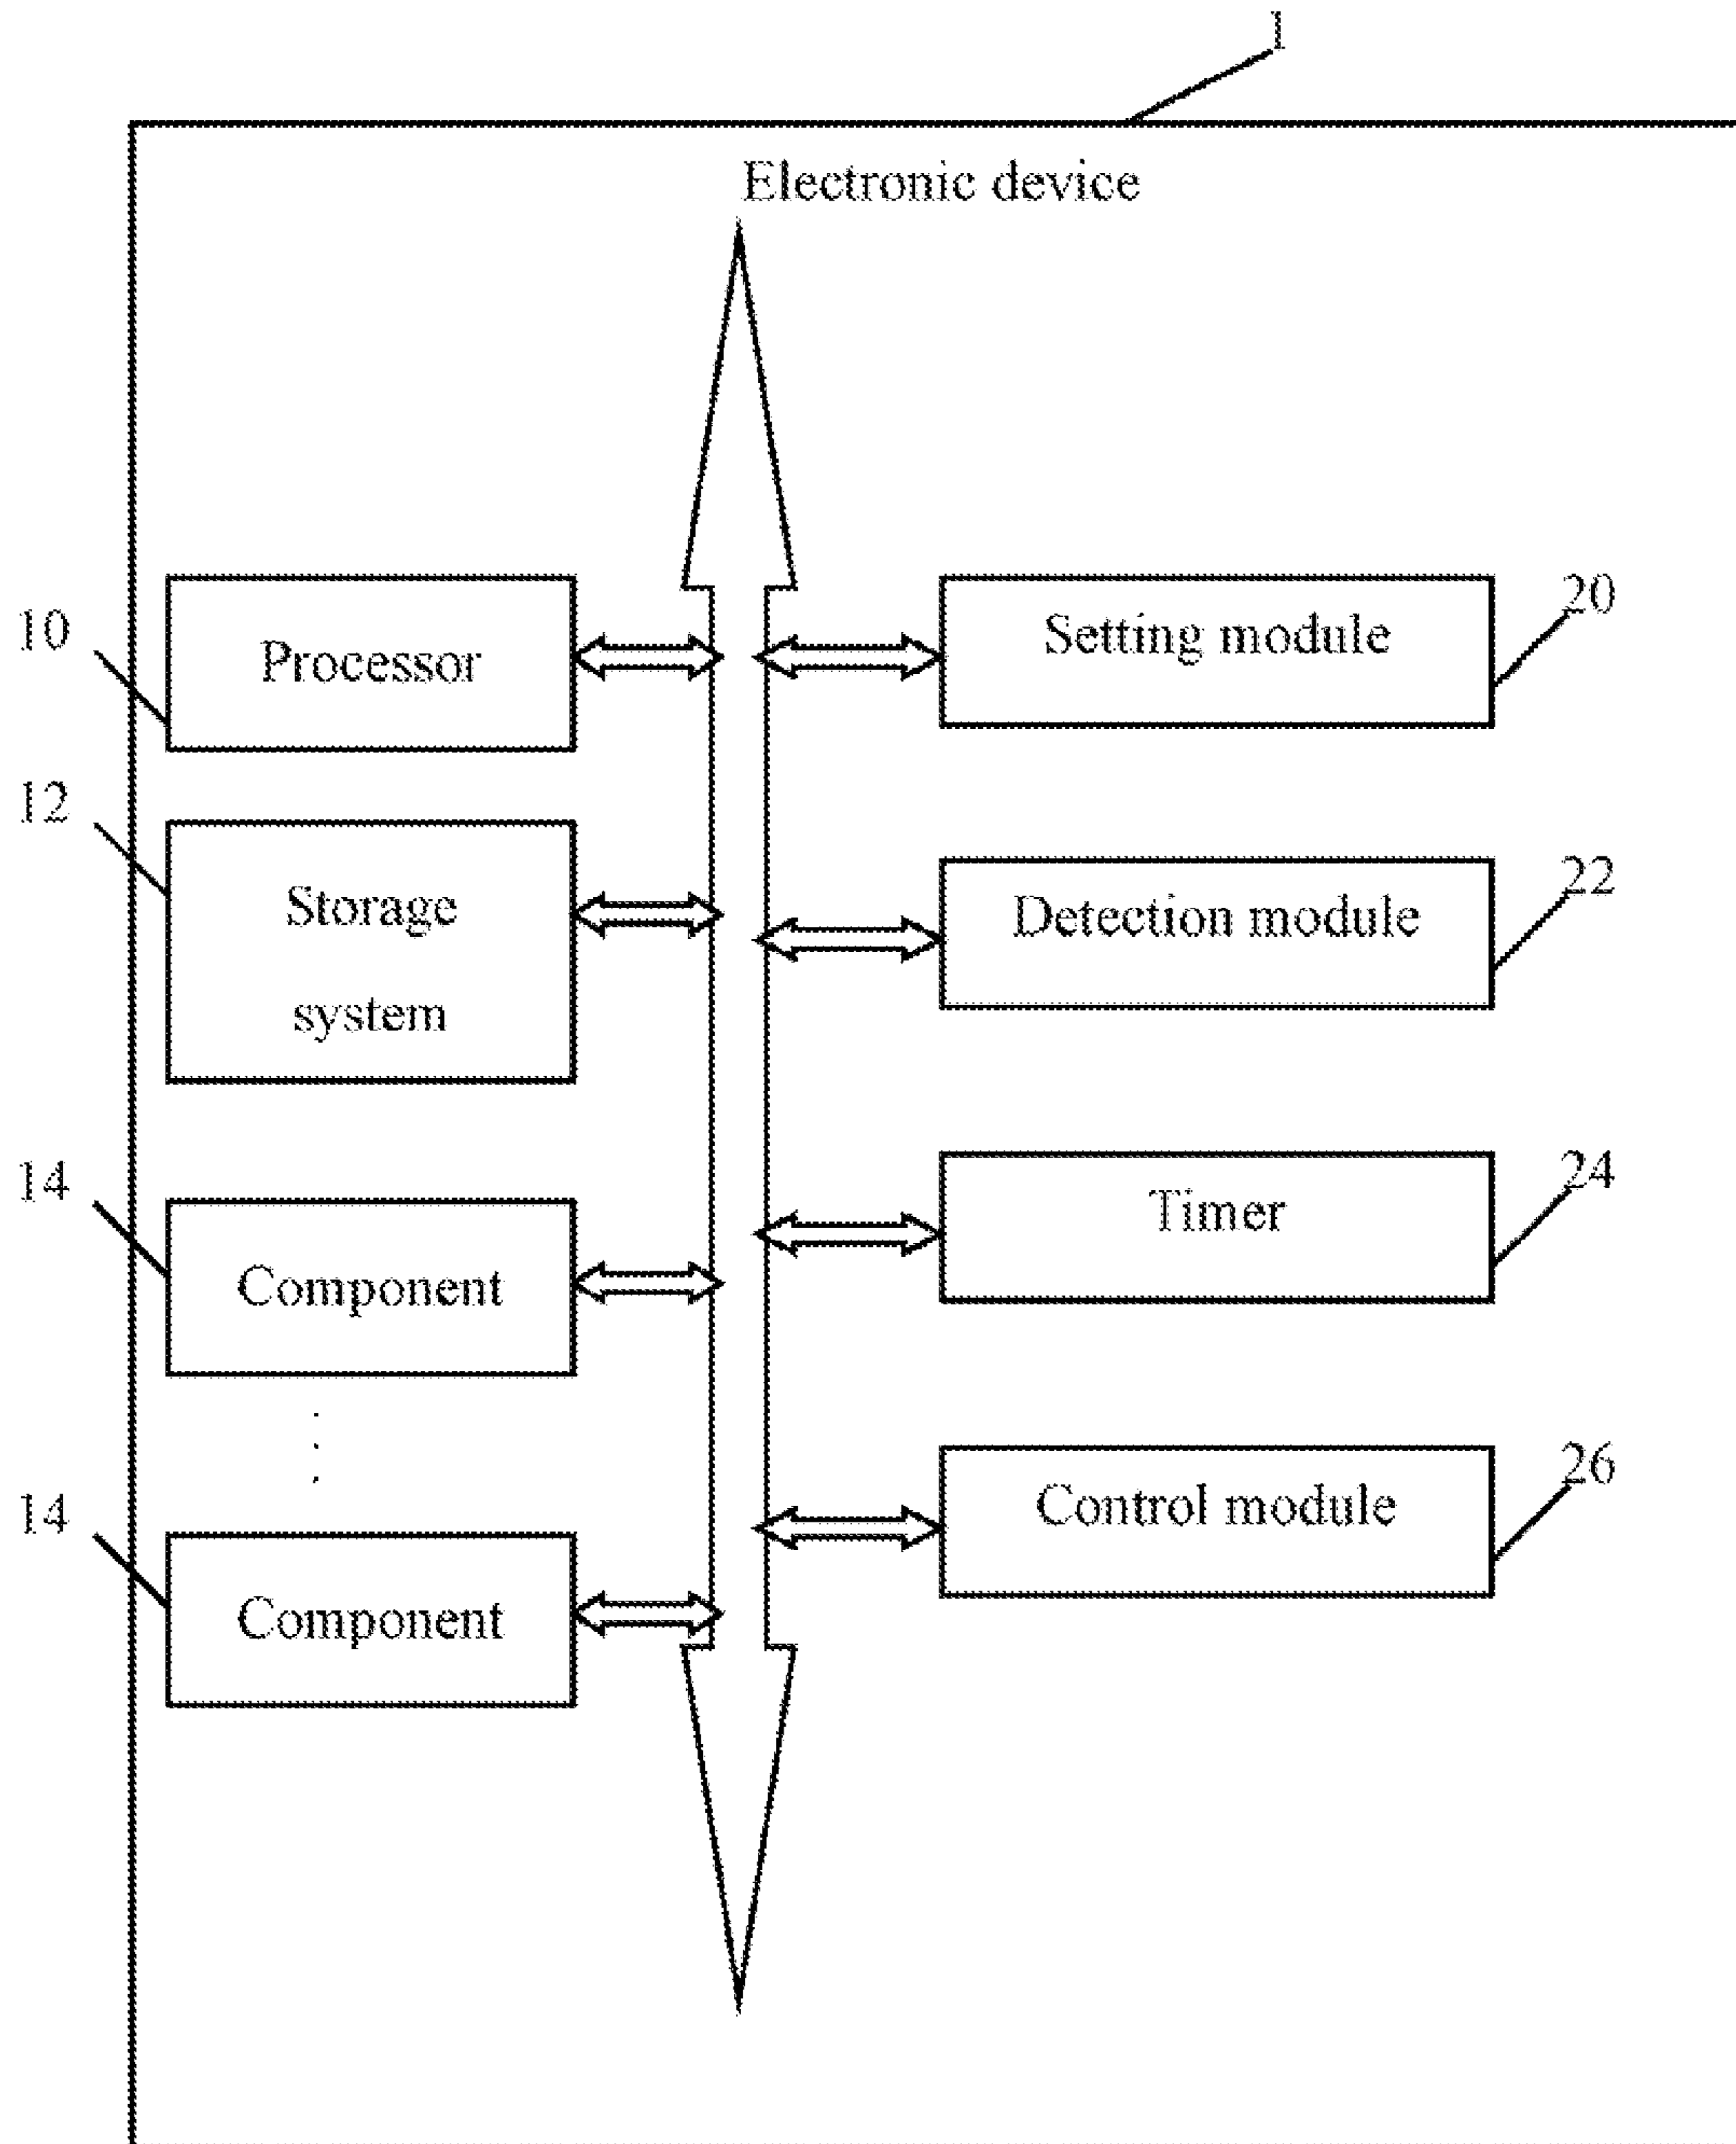 1
Electronic device
10
Processor
Setting module
20
12
Storage
system
Detection module
22
14
Component
Timer
24
14
Component
Control module
26